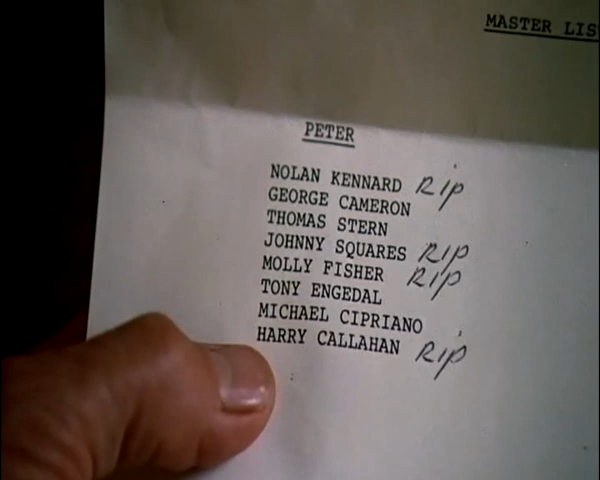 MASTER LIS
PETER
NOLAN KENNARD RIP
GEORGE CAMERON
THOMAS STERN
JOHNNY SQUARES RIP
MOLLY FISHER RIP
TONY ENGEDAL
MICHAEL CIPRIANO
HARRY CALLAHAN RIP